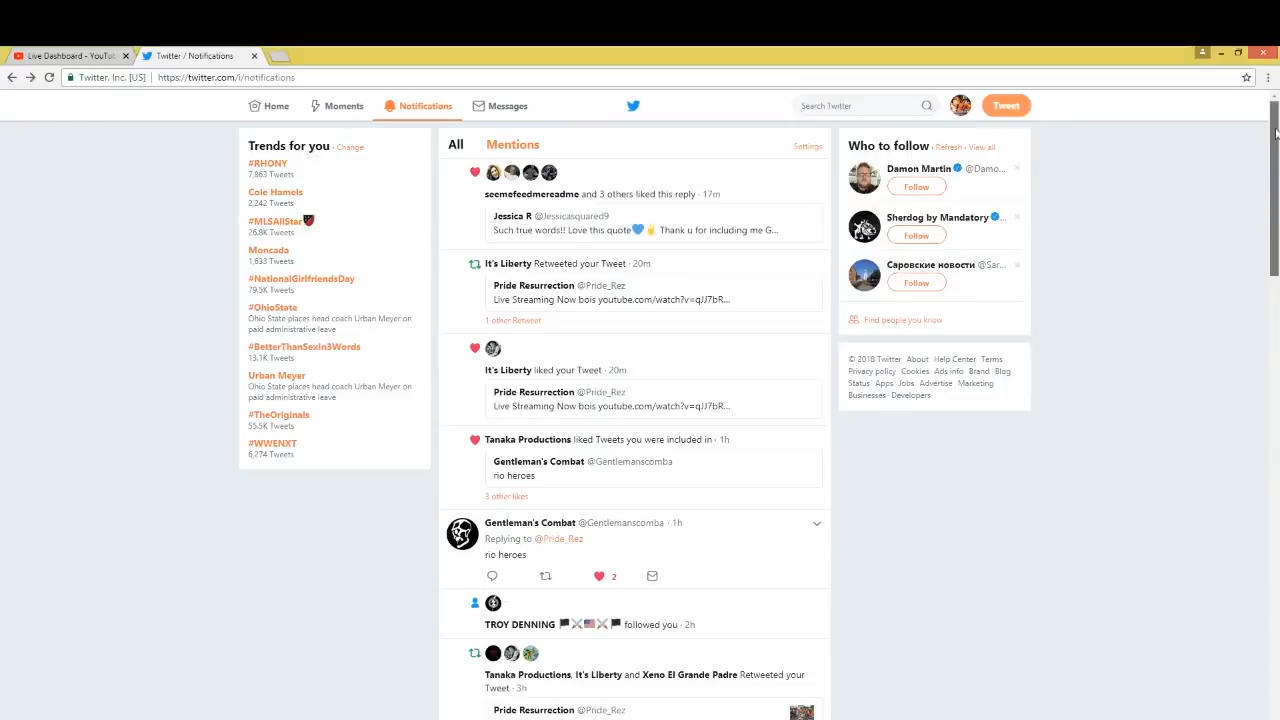 Live Dashboard - YouTub
Twitter / Notifications
Twitter, Inc. [US]
https://twitter.com/i/notifications
Home
Moments
Notifications
Messages
Search Twitter
Tweet
Trends for you · Change
#RHONY
7,863 Tweets
Cole Hamels
2,242 Tweets
#MLSAllStar
26.8K Tweets
Moncada
1,633 Tweets
#NationalGirlfriendsDay
79.5K Tweets
#OhioState
Ohio State places head coach Urban Meyer on
paid administrative leave
#BetterThanSexIn3Words
13.1K Tweets
Urban Meyer
Ohio State places head coach Urban Meyer on
paid administrative leave
#TheOriginals
55.5K Tweets
#WWENXT
6,274 Tweets
All
Mentions
Settings
seemefeedmereadme and 3 others liked this reply · 17m
Jessica R @Jessicasquared9
Such true words!! Love this quote💙✌ Thank u for including me G...
It's Liberty Retweeted your Tweet · 20m
Pride Resurrection @Pride_Rez
Live Streaming Now bois youtube.com/watch?v=qJJ7bR...
1 other Retweet
It's Liberty liked your Tweet · 20m
Pride Resurrection @Pride_Rez
Live Streaming Now bois youtube.com/watch?v=qJJ7bR...
Tanaka Productions liked Tweets you were included in · 1h
Gentleman's Combat @Gentlemanscomba
rio heroes
3 other likes
Gentleman's Combat @Gentlemanscomba · 1h
Replying to @Pride_Rez
rio heroes
2
TROY DENNING 🏴⚔🇺🇸⚔🏴 followed you · 2h
Tanaka Productions, It's Liberty and Xeno El Grande Padre Retweeted your
Tweet · 3h
Pride Resurrection @Pride_Rez
Who to follow · Refresh · View all
Damon Martin @Damo...
Follow
Sherdog by Mandatory ...
Follow
Саровские новости @Sar...
Follow
Find people you know
© 2018 Twitter About Help Center Terms
Privacy policy Cookies Ads info Brand Blog
Status Apps Jobs Advertise Marketing
Businesses Developers